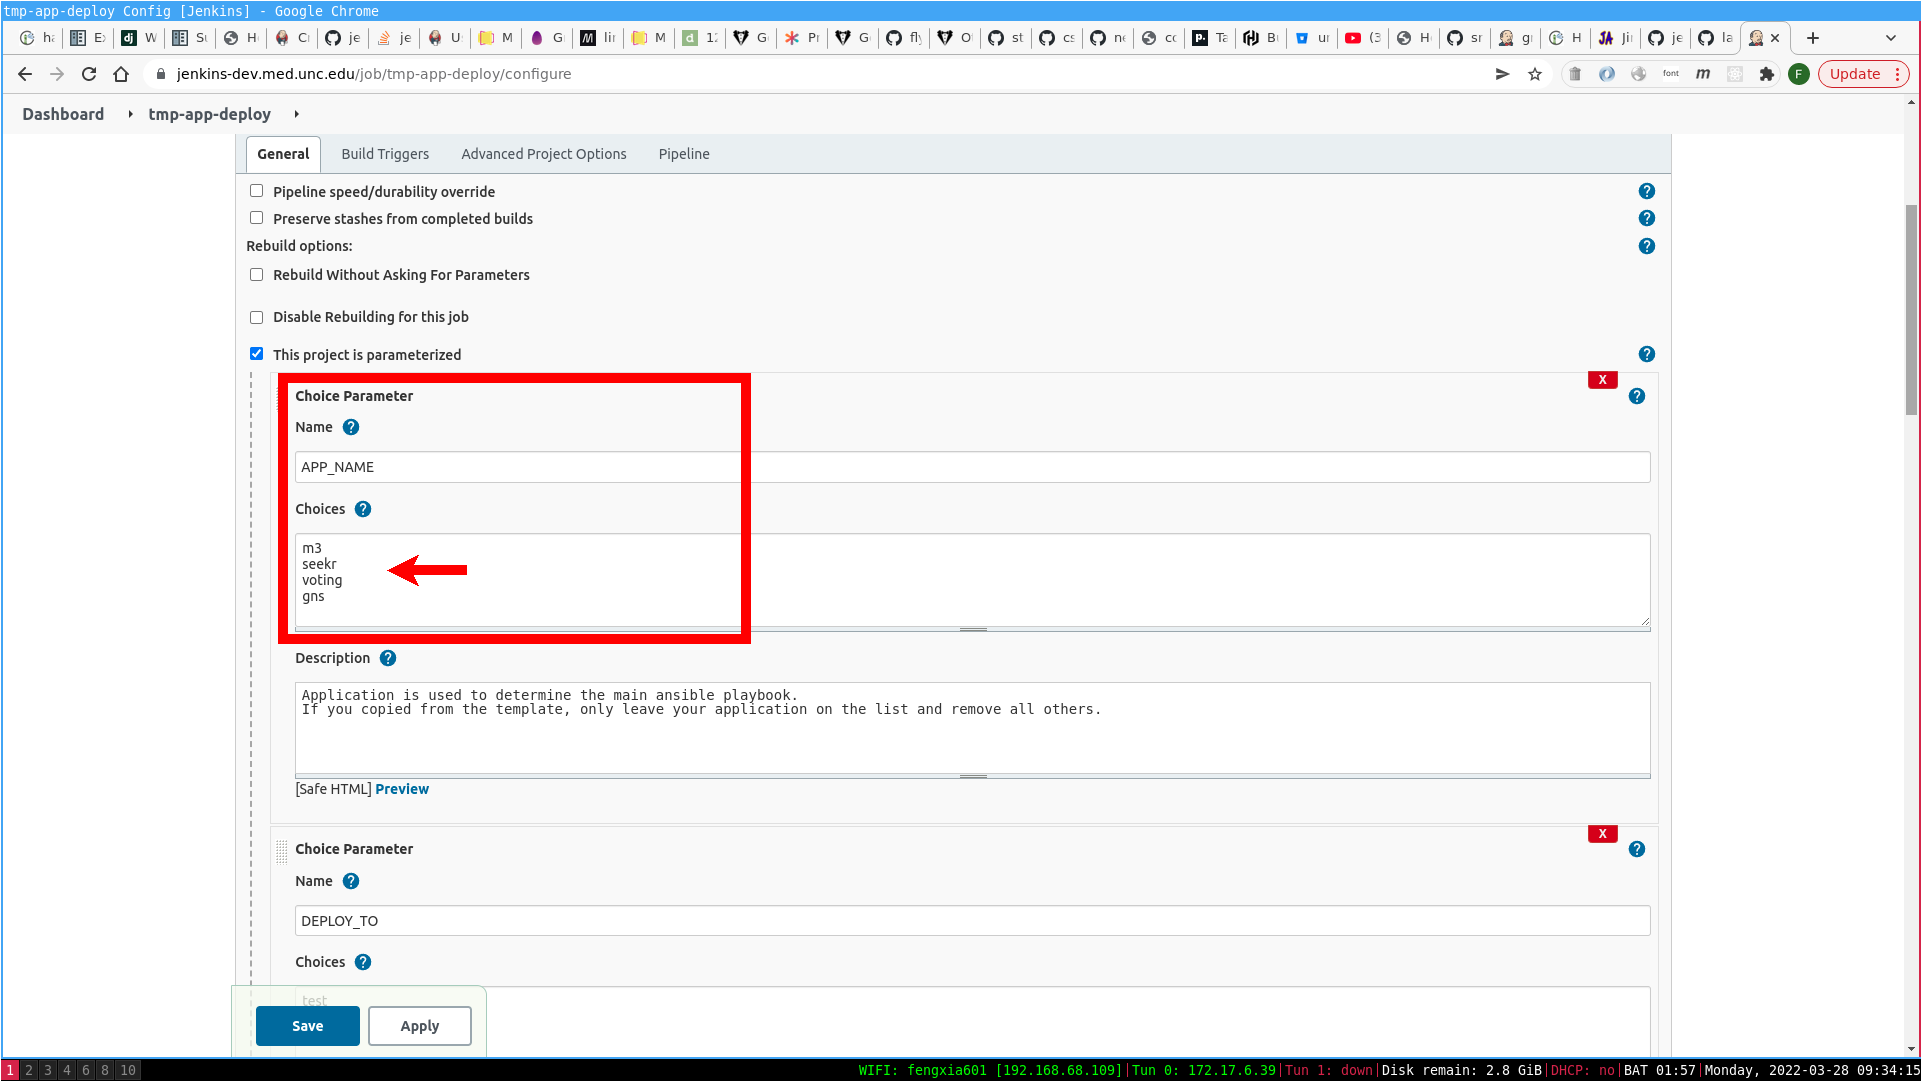 tmp-app-deploy Config [Jenkins] - Google Chrome
jenkins-dev.med.unc.edu/job/tmp-app-deploy/configure
font
m
F
Update
Dashboard
tmp-app-deploy
General
Build Triggers
Advanced Project Options
Pipeline
Pipeline speed/durability override
Preserve stashes from completed builds
Rebuild options:
Rebuild Without Asking For Parameters
Disable Rebuilding for this job
This project is parameterized
X
Choice Parameter
Name
APP_NAME
Choices
m3
seekr
voting
gns
Description
Application is used to determine the main ansible playbook.
If you copied from the template, only leave your application on the list and remove all others.
[Safe HTML] Preview
X
Choice Parameter
Name
DEPLOY_TO
Choices
test
Save
Apply
1 2 3 4 6 8 10
WIFI: fengxia601 [192.168.68.109]|Tun 0: 172.17.6.39|Tun 1: down|Disk remain: 2.8 GiB|DHCP: no|BAT 01:57|Monday, 2022-03-28 09:34:15